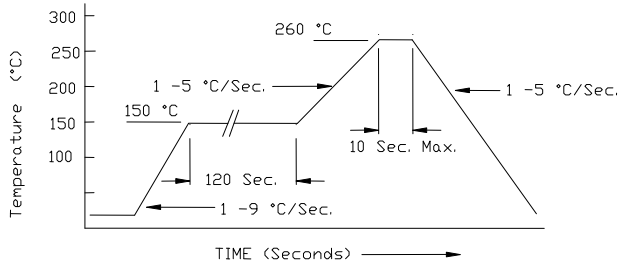 300
260 °C
250
200
1 -5 °C/Sec.
1 -5 °C/Sec.
150 °C
150
100
10 Sec. Max.
120 Sec.
1 -9 °C/Sec.
Temperature (°C)
TIME (Seconds)